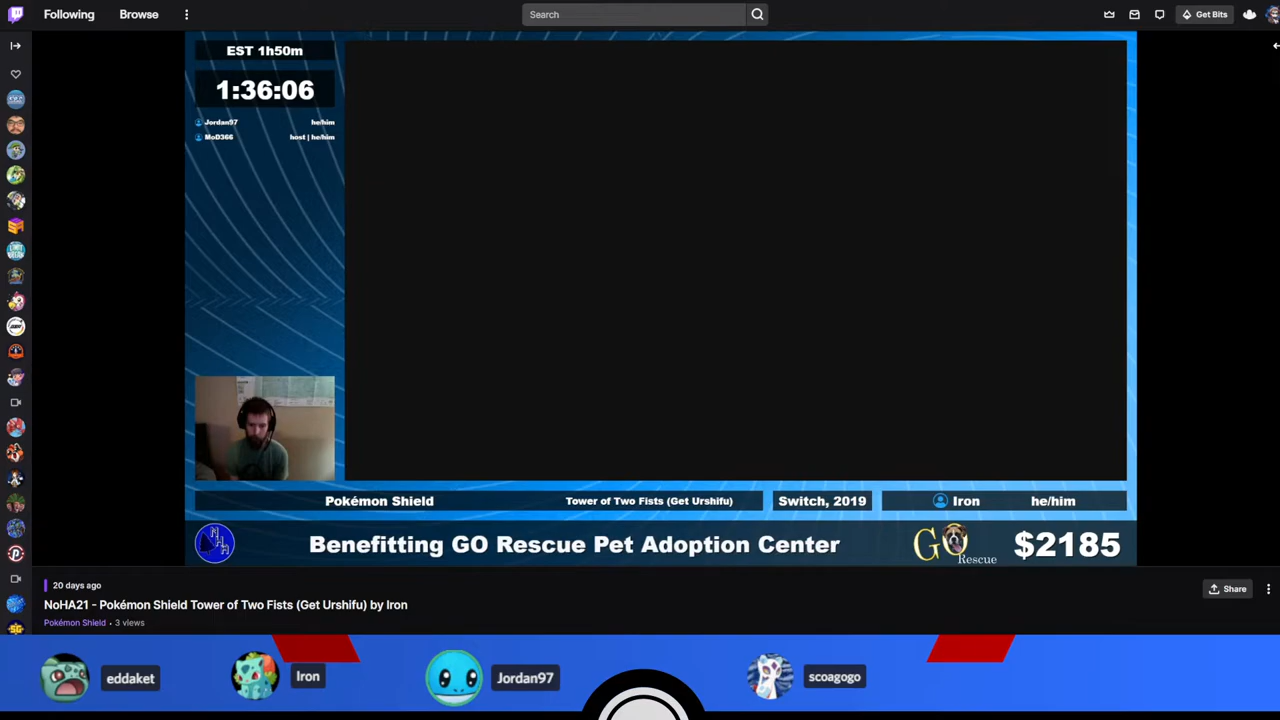 Following
Browse
Search
Get Bits
EST 1h50m
1:36:06
Jordan97 he/him
MoD366 host | he/him
Pokémon Shield
Tower of Two Fists (Get Urshifu)
Switch, 2019
Iron he/him
Benefitting GO Rescue Pet Adoption Center
GO Rescue
$2185
20 days ago
NoHA21 - Pokémon Shield Tower of Two Fists (Get Urshifu) by Iron
Pokémon Shield • 3 views
Share
eddaket
Iron
Jordan97
scoagogo